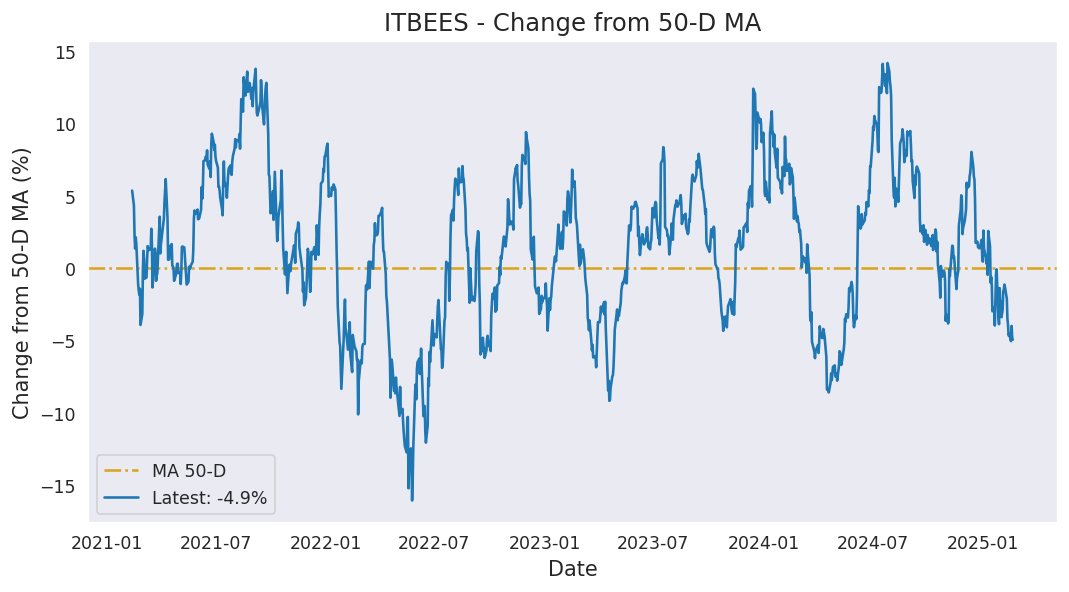 ITBEES - Change from 50-D MA
Change from 50-D MA (%)
15
10
5
0
−5
−10
−15
MA 50-D
Latest: -4.9%
2021-01 2021-07 2022-01 2022-07 2023-01 2023-07 2024-01 2024-07 2025-01
Date